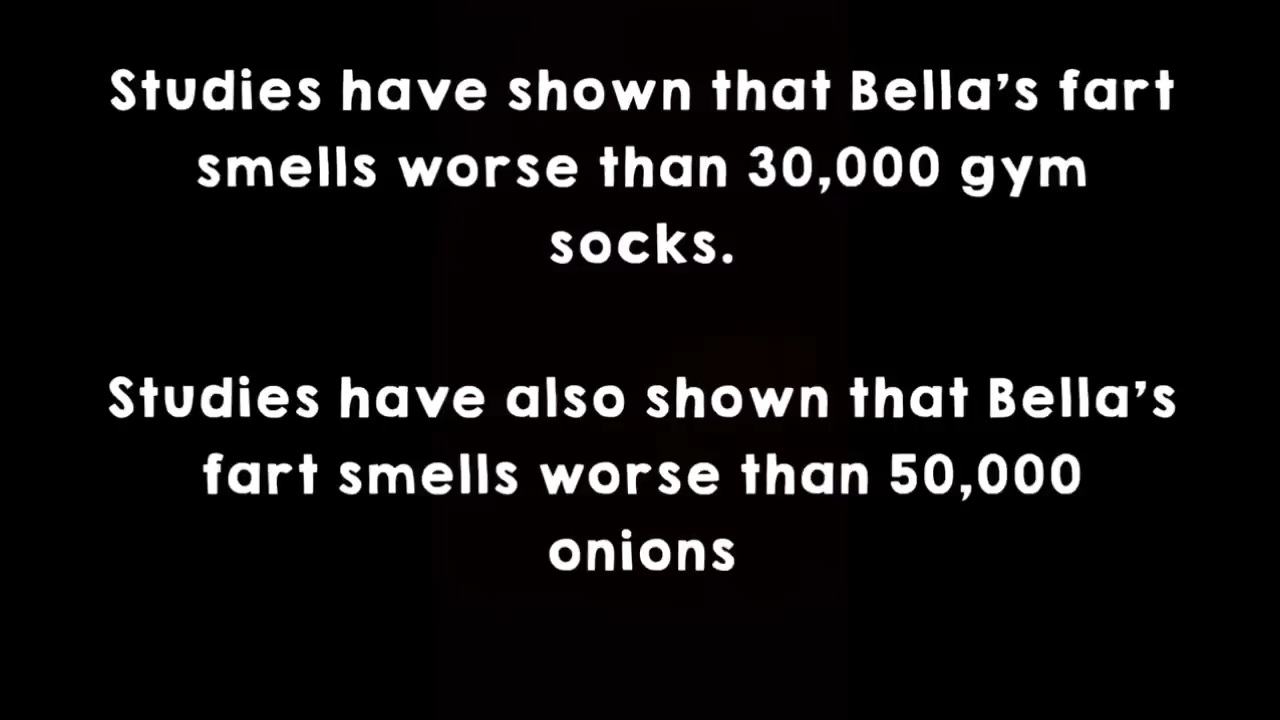 Studies have shown that Bella's fart
smells worse than 30,000 gym
socks.
Studies have also shown that Bella's
fart smells worse than 50,000
onions